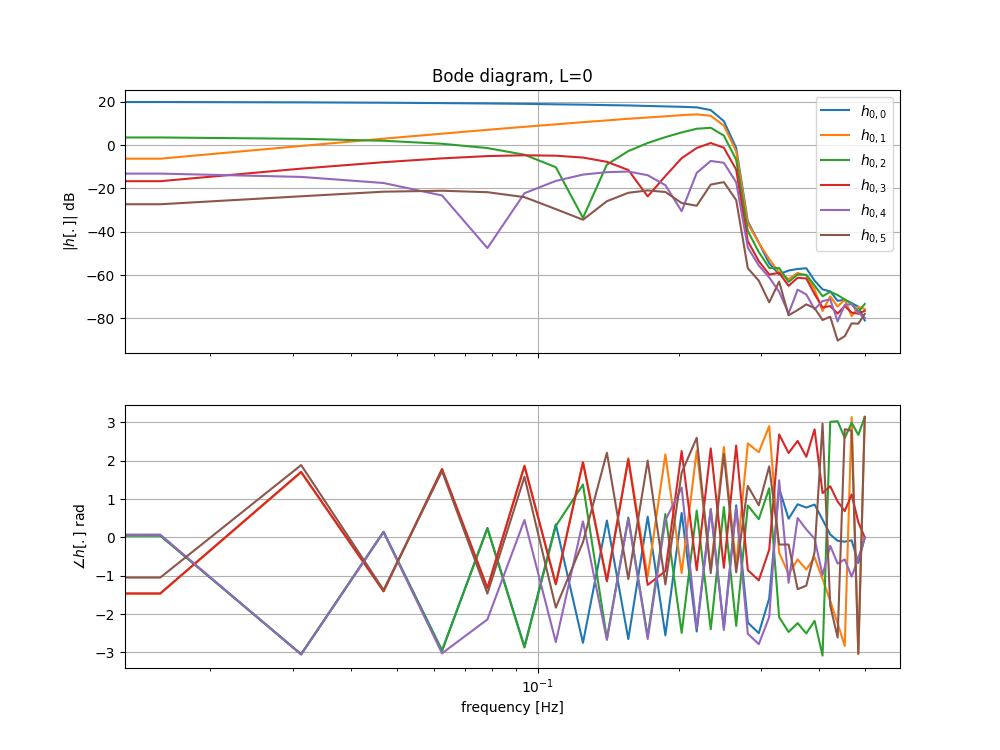 Bode diagram, L=0
|h[.]| dB
20
0
−20
−40
−60
−80
h0,0
h0,1
h0,2
h0,3
h0,4
h0,5
∠h[.] rad
3
2
1
0
−1
−2
−3
10−1
frequency [Hz]